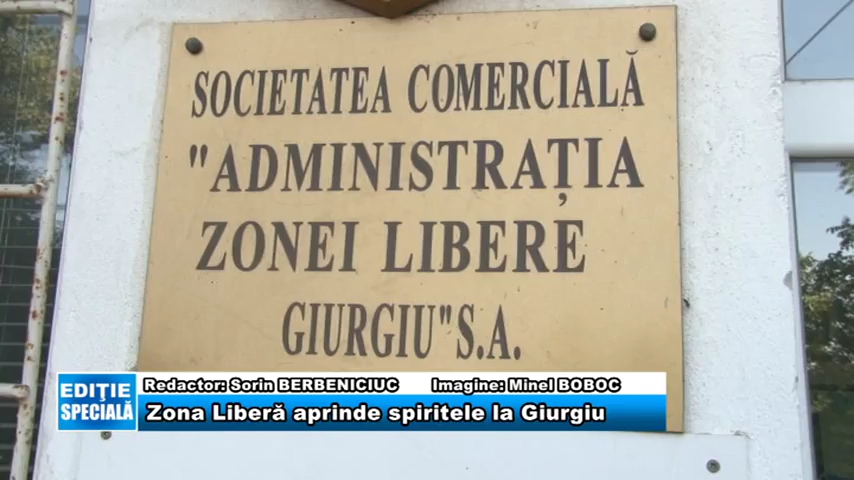 SOCIETATEA COMERCIALĂ
"ADMINISTRAȚIA
ZONEI LIBERE
GIURGIU" S.A.
EDIŢIE
SPECIALĂ
Redactor: Sorin BERBENICIUC Imagine: Minel BOBOC
Zona Liberă aprinde spiritele la Giurgiu